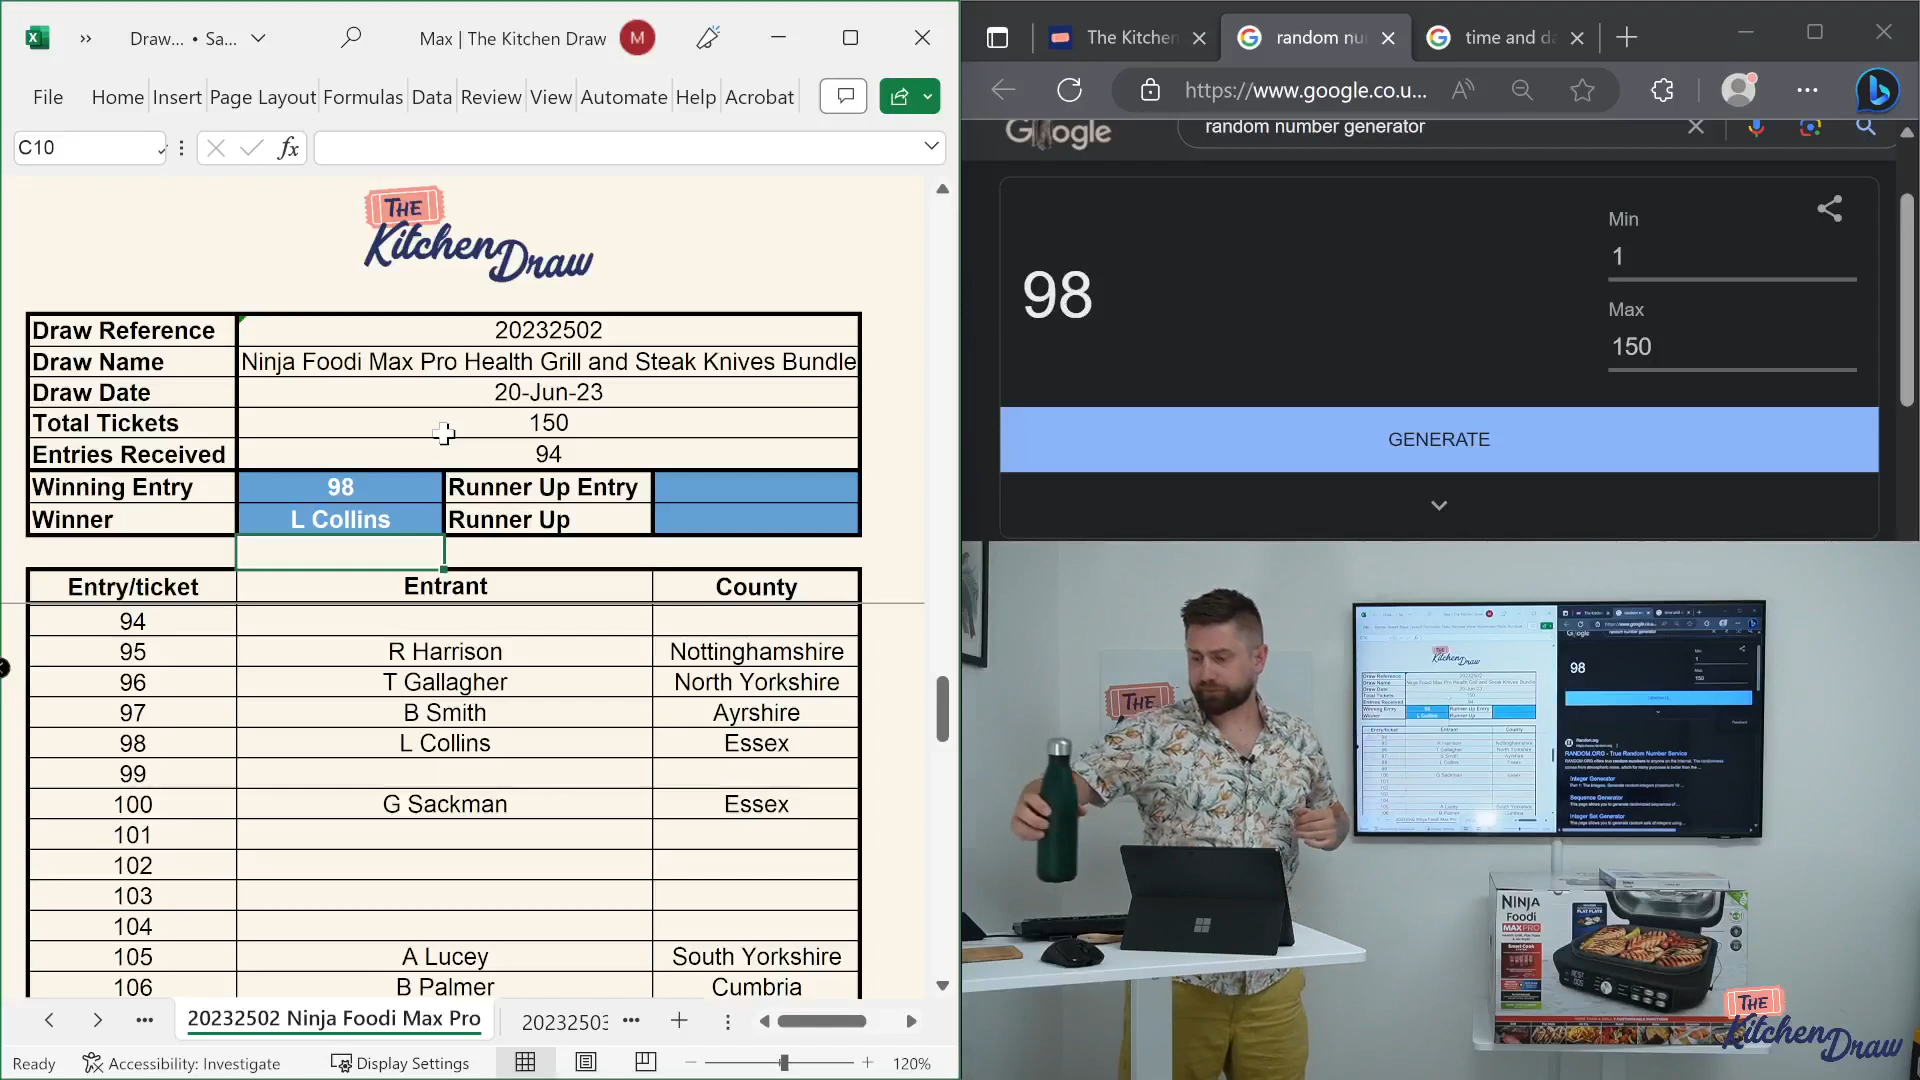 Draw... • Sa...
Max | The Kitchen Draw
M
File Home Insert Page Layout Formulas Data Review View Automate Help Acrobat
C10
fx
THE
Kitchen Draw
Draw Reference 20232502
Draw Name Ninja Foodi Max Pro Health Grill and Steak Knives Bundle
Draw Date 20-Jun-23
Total Tickets 150
Entries Received 94
Winning Entry 98 Runner Up Entry
Winner L Collins Runner Up
Entry/ticket Entrant County
94
95 R Harrison Nottinghamshire
96 T Gallagher North Yorkshire
97 B Smith Ayrshire
98 L Collins Essex
99
100 G Sackman Essex
101
102
103
104
105 A Lucey South Yorkshire
106 B Palmer Cumbria
20232502 Ninja Foodi Max Pro
20232503
Ready
Accessibility: Investigate
Display Settings
120%
The Kitchen
random nu
time and da
https://www.google.co.u...
Google
random number generator
98
Min
1
Max
150
GENERATE
THE
NINJA
Foodi
MAXPRO
THE
Kitchen Draw